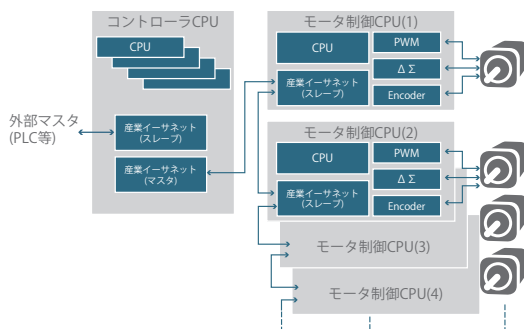 コントローラCPU
CPU
外部マスタ
(PLC等)
産業イーサネット
(スレーブ)
産業イーサネット
(マスタ)
モータ制御CPU(1)
CPU
PWM
ΔΣ
産業イーサネット
(スレーブ)
Encoder
モータ制御CPU(2)
CPU
PWM
ΔΣ
産業イーサネット
(スレーブ)
Encoder
モータ制御CPU(3)
モータ制御CPU(4)